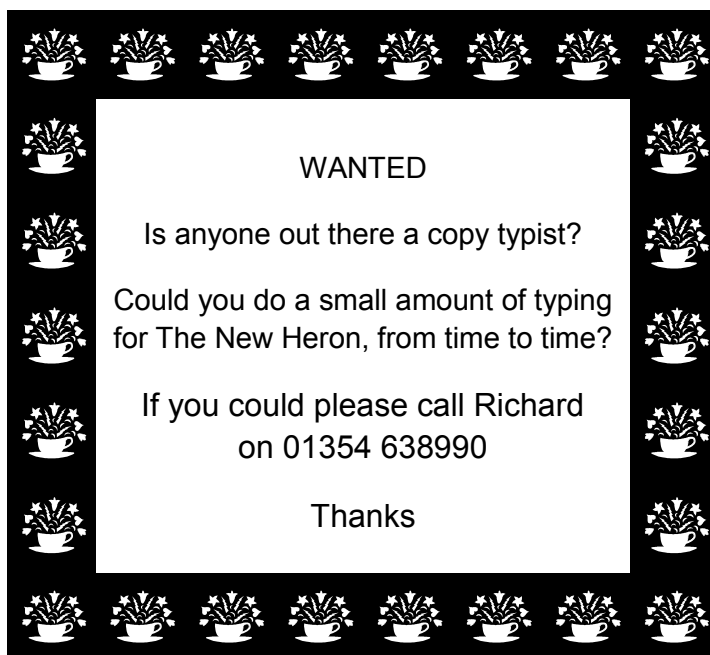 WANTED
Is anyone out there a copy typist?
Could you do a small amount of typing
for The New Heron, from time to time?
If you could please call Richard
on 01354 638990
Thanks